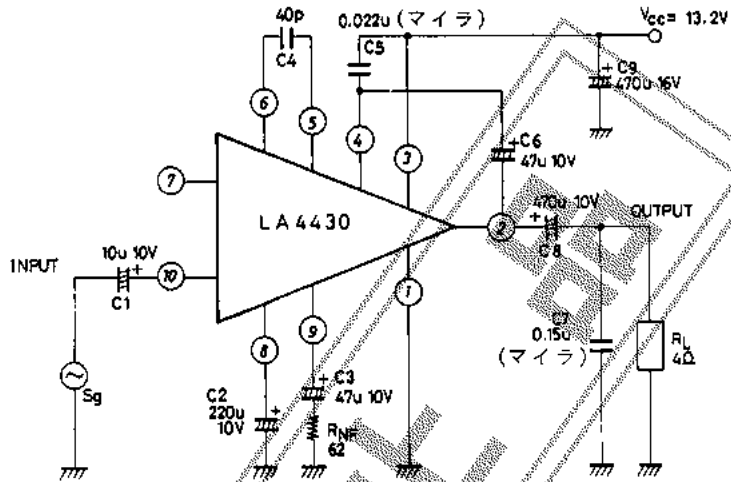 40p
C4
0.022u (マイラ)
C5
Vcc= 13.2V
+ C9
470u 16V
6
5
4
3
+ C6
47u 10V
7
LA4430
470u 10V
+
C8
2
OUTPUT
INPUT
10u 10V
+
C1
10
1
C7
0.15u
(マイラ)
RL
4Ω
8
9
Sg
C2
220u
10V
+
+ C3
47u 10V
RNF
62